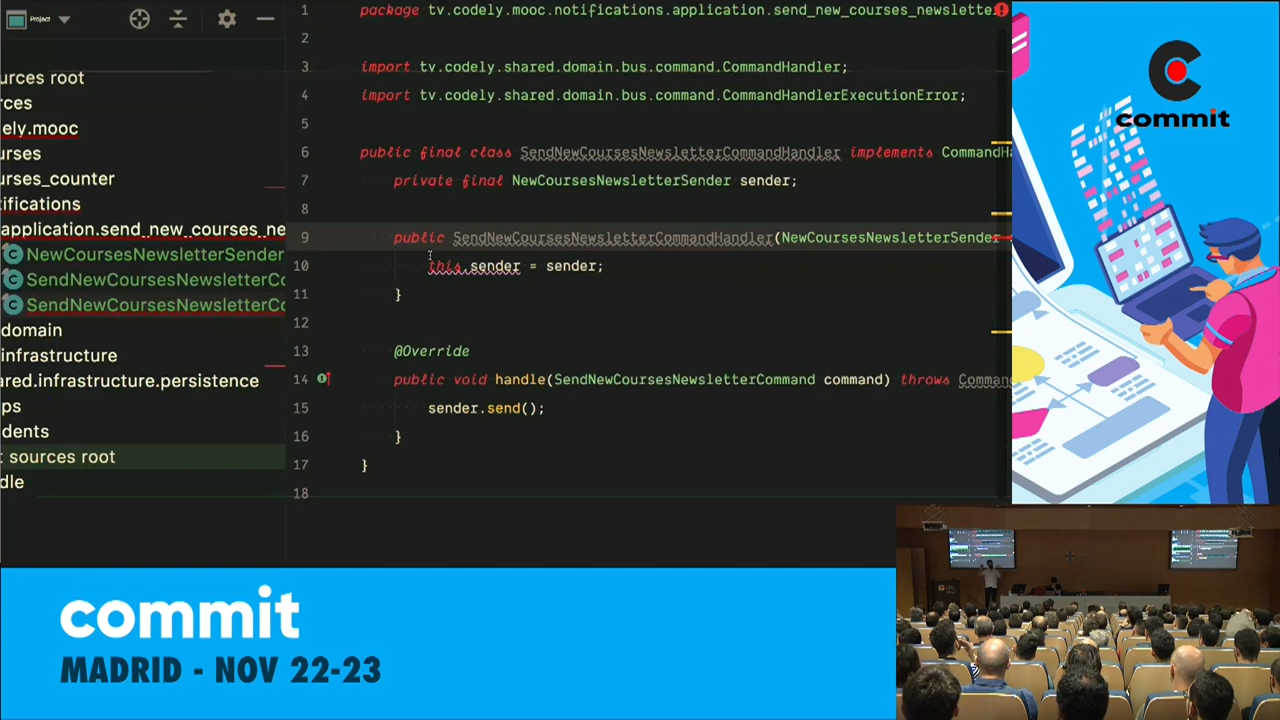 Project
urces root
rces
ely.mooc
urses
urses_counter
ifications
application.send_new_courses_ne
NewCoursesNewsletterSender
SendNewCoursesNewsletterCo
SendNewCoursesNewsletterCo
domain
infrastructure
ared.infrastructure.persistence
ps
dents
t sources root
dle
1 package tv.codely.mooc.notifications.application.send_new_courses_newslette
2
3 import tv.codely.shared.domain.bus.command.CommandHandler;
4 import tv.codely.shared.domain.bus.command.CommandHandlerExecutionError;
5
6 public final class SendNewCoursesNewsletterCommandHandler implements CommandH
7 private final NewCoursesNewsletterSender sender;
8
9 public SendNewCoursesNewsletterCommandHandler(NewCoursesNewsletterSender
10 this.sender = sender;
11 }
12
13 @Override
14 public void handle(SendNewCoursesNewsletterCommand command) throws Comman
15 sender.send();
16 }
17 }
18
commit
commit
MADRID - NOV 22-23